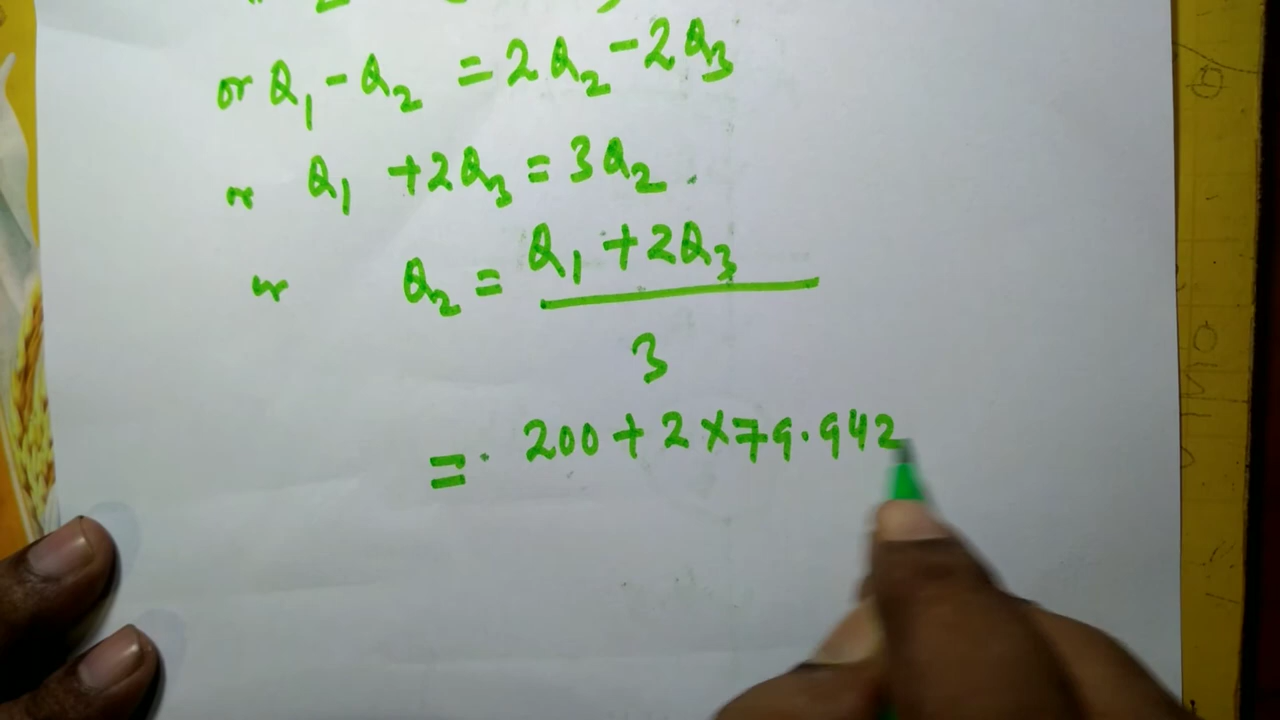 or Q₁ - Q₂ = 2Q₂ - 2Q₃
or Q₁ + 2Q₃ = 3Q₂.
or Q₂ = Q₁ + 2Q₃
3
= 200 + 2 × 79.942